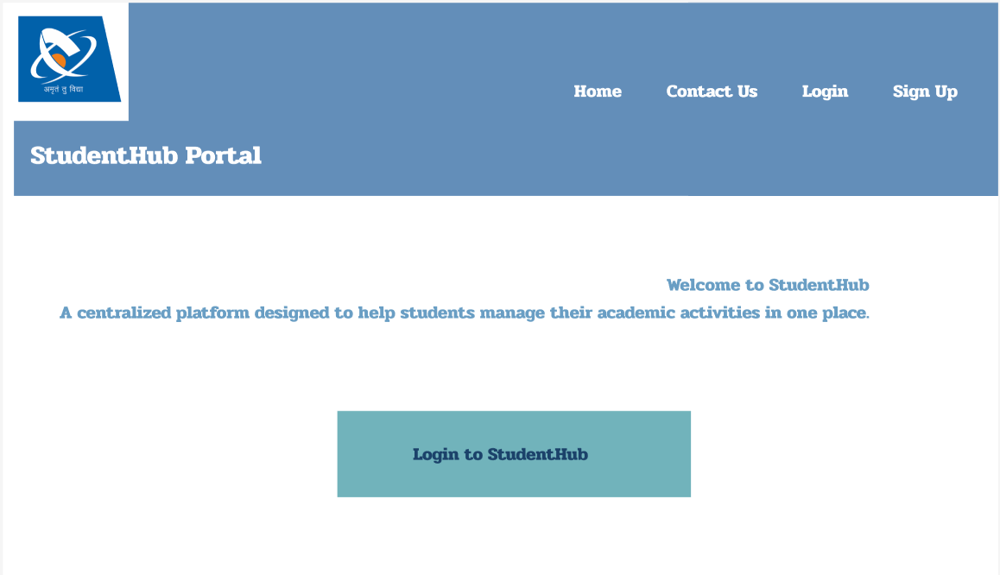 अमृतं तु विद्या
Home Contact Us Login Sign Up
StudentHub Portal
Welcome to StudentHub
A centralized platform designed to help students manage their academic activities in one place.
Login to StudentHub